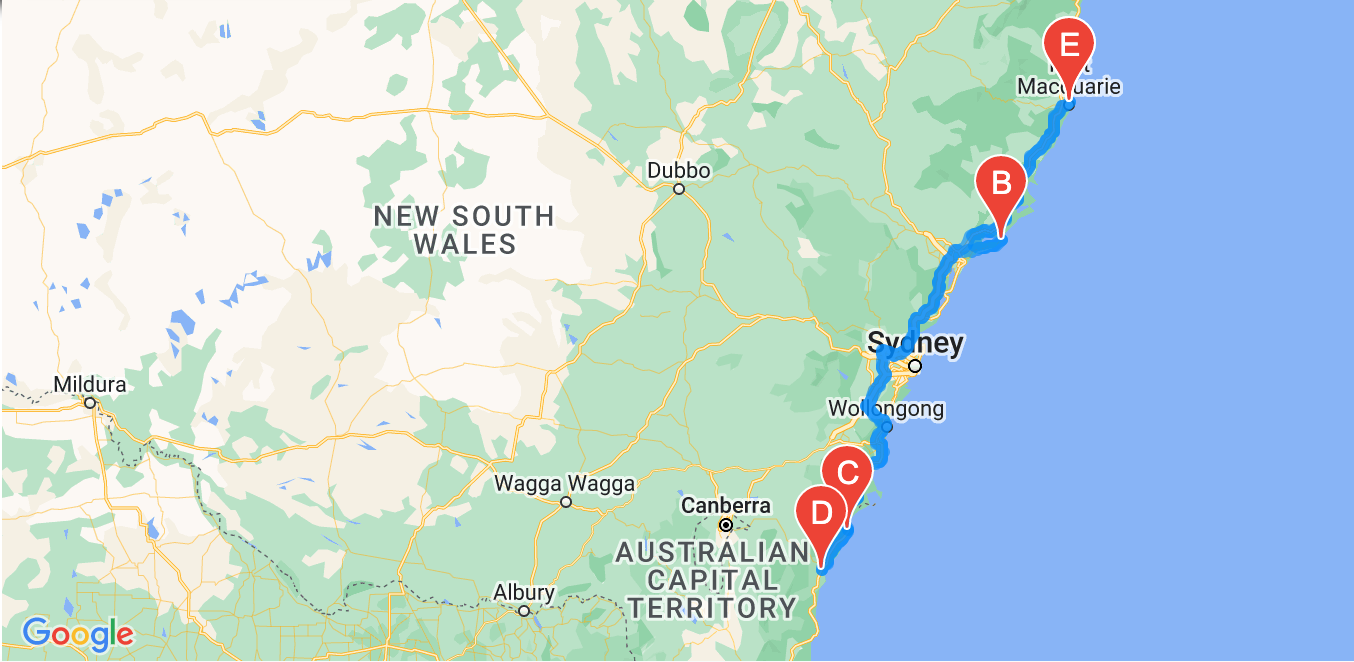 E
Macquarie
B
Dubbo
NEW SOUTH
WALES
Sydney
Mildura
Wollongong
C
Wagga Wagga
D
Canberra
AUSTRALIAN
CAPITAL
TERRITORY
Albury
Google